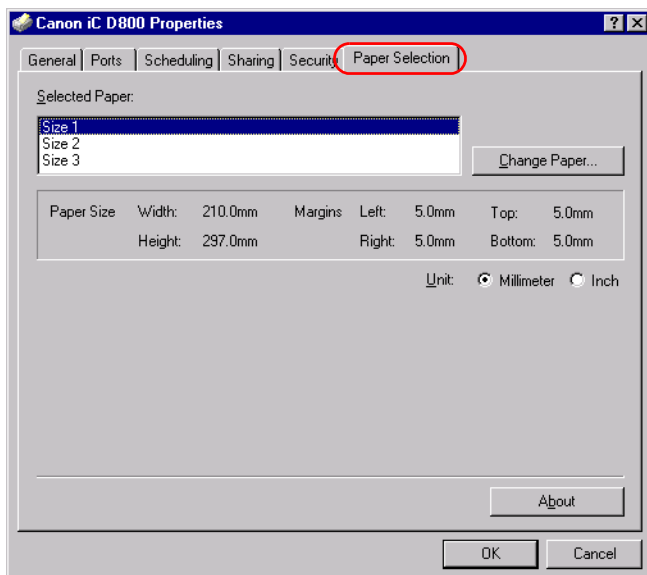 Canon iC D800 Properties
General Ports Scheduling Sharing Security Paper Selection
Selected Paper:
Size 1
Size 2
Size 3
Change Paper...
Paper Size Width: 210.0mm Margins Left: 5.0mm Top: 5.0mm
Height: 297.0mm Right: 5.0mm Bottom: 5.0mm
Unit: Millimeter Inch
About
OK Cancel